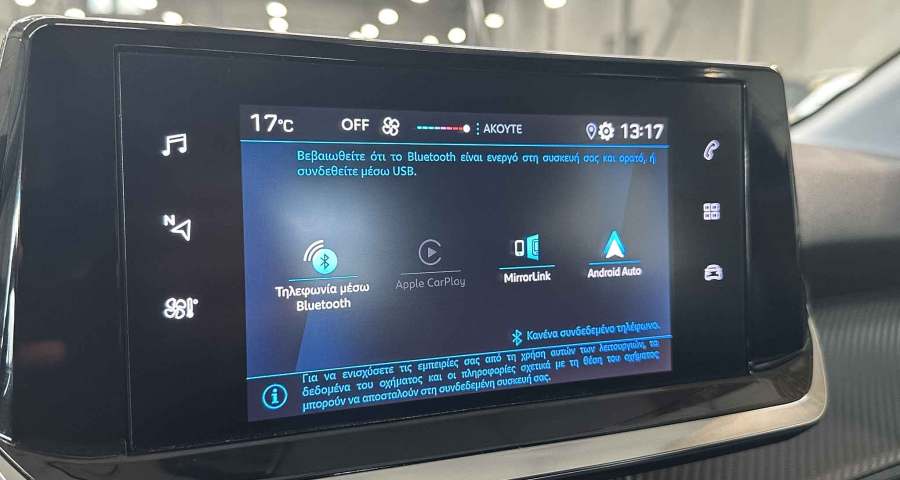 17°C OFF ΑΚΟΥΤΕ 13:17
Βεβαιωθείτε ότι το Bluetooth είναι ενεργό στη συσκευή σας και ορατό, ή
συνδεθείτε μέσω USB.
N
Τηλεφωνία μέσω
Bluetooth
Apple CarPlay
MirrorLink
Android Auto
Κανένα συνδεδεμένο τηλέφωνο.
Για να ενισχύσετε τις εμπειρίες σας από τη χρήση αυτών των λειτουργιών, τα
δεδομένα του οχήματος και οι πληροφορίες σχετικά με τη θέση του οχήματος
μπορούν να αποσταλούν στη συνδεδεμένη συσκευή σας.